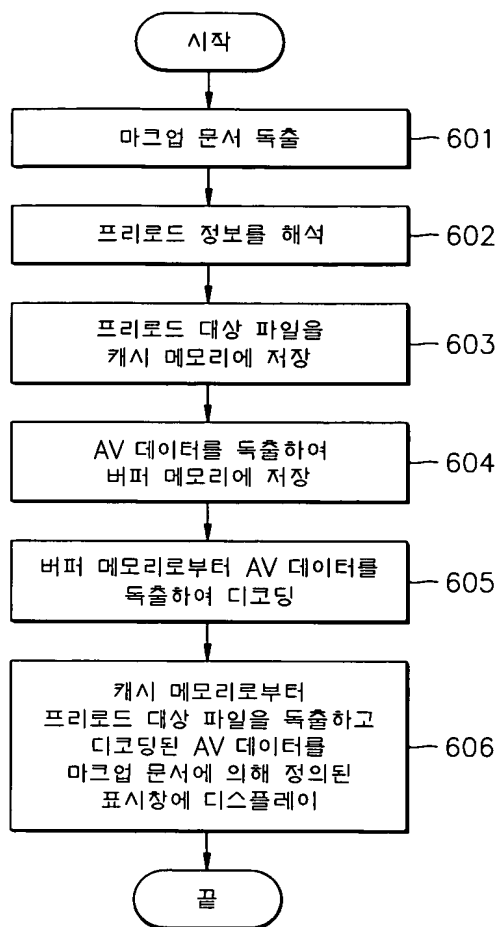 시작
마크업 문서 독출
601
프리로드 정보를 해석
602
프리로드 대상 파일을
캐시 메모리에 저장
603
AV 데이터를 독출하여
버퍼 메모리에 저장
604
버퍼 메모리로부터 AV 데이터를
독출하여 디코딩
605
캐시 메모리로부터
프리로드 대상 파일을 독출하고
디코딩된 AV 데이터를
마크업 문서에 의해 정의된
표시창에 디스플레이
606
끝